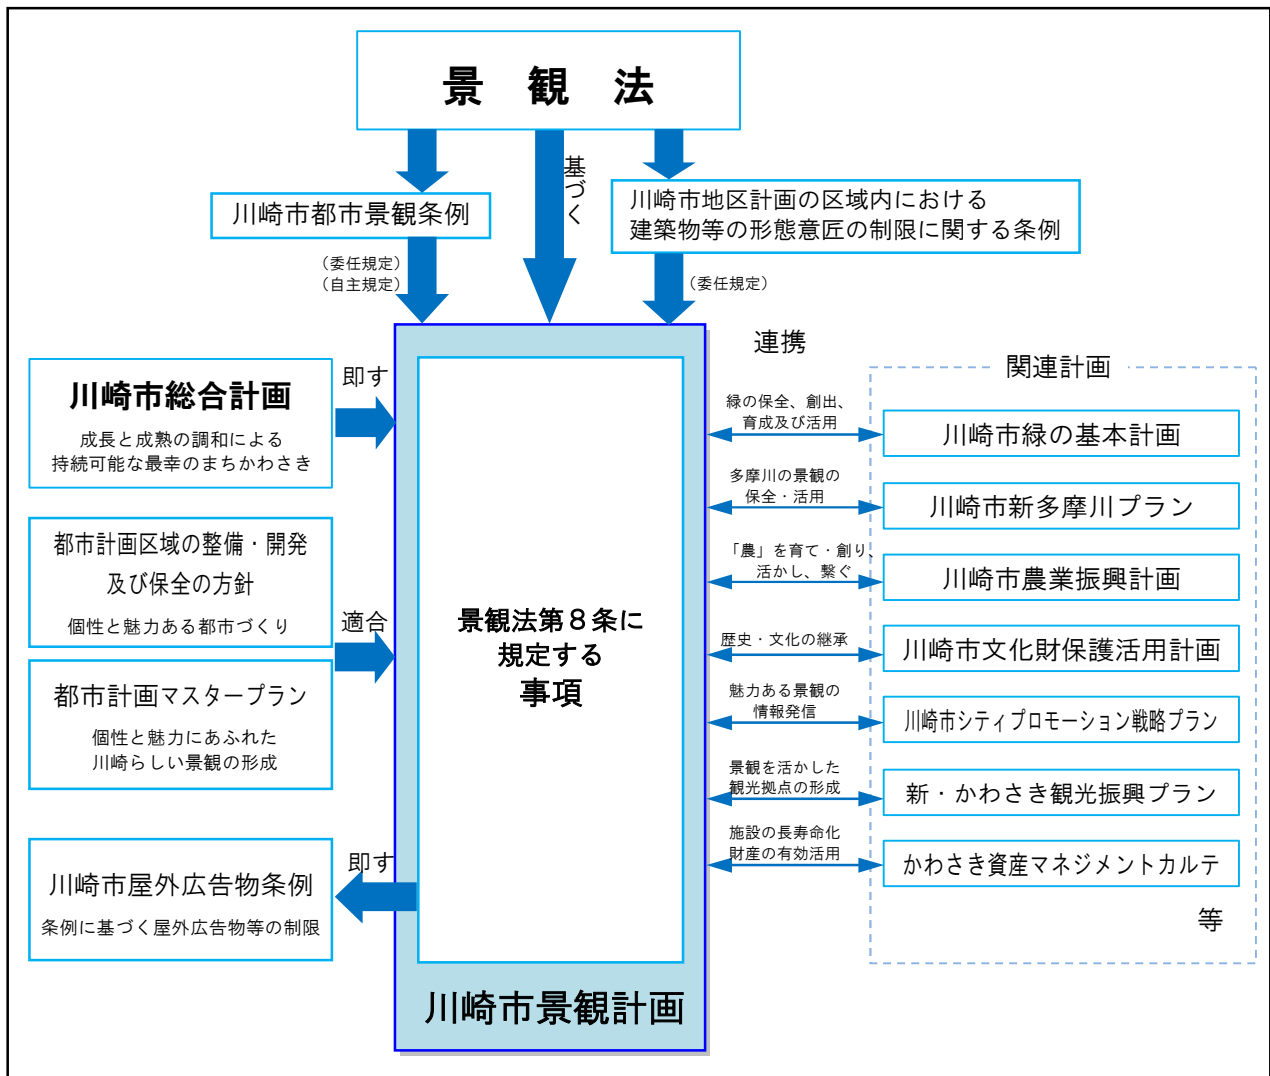 景 観 法
基づく
川崎市都市景観条例
川崎市地区計画の区域内における
建築物等の形態意匠の制限に関する条例
（委任規定）
（自主規定）
（委任規定）
連携
川崎市総合計画
成長と成熟の調和による
持続可能な最幸のまちかわさき
即す
都市計画区域の整備・開発
及び保全の方針
個性と魅力ある都市づくり
適合
都市計画マスタープラン
個性と魅力にあふれた
川崎らしい景観の形成
川崎市屋外広告物条例
条例に基づく屋外広告物等の制限
即す
景観法第８条に
規定する
事項
川崎市景観計画
関連計画
緑の保全、創出、
育成及び活用
川崎市緑の基本計画
多摩川の景観の
保全・活用
川崎市新多摩川プラン
「農」を育て・創り、
活かし、繋ぐ
川崎市農業振興計画
歴史・文化の継承
川崎市文化財保護活用計画
魅力ある景観の
情報発信
川崎市シティプロモーション戦略プラン
景観を活かした
観光拠点の形成
新・かわさき観光振興プラン
施設の長寿命化
財産の有効活用
かわさき資産マネジメントカルテ
等